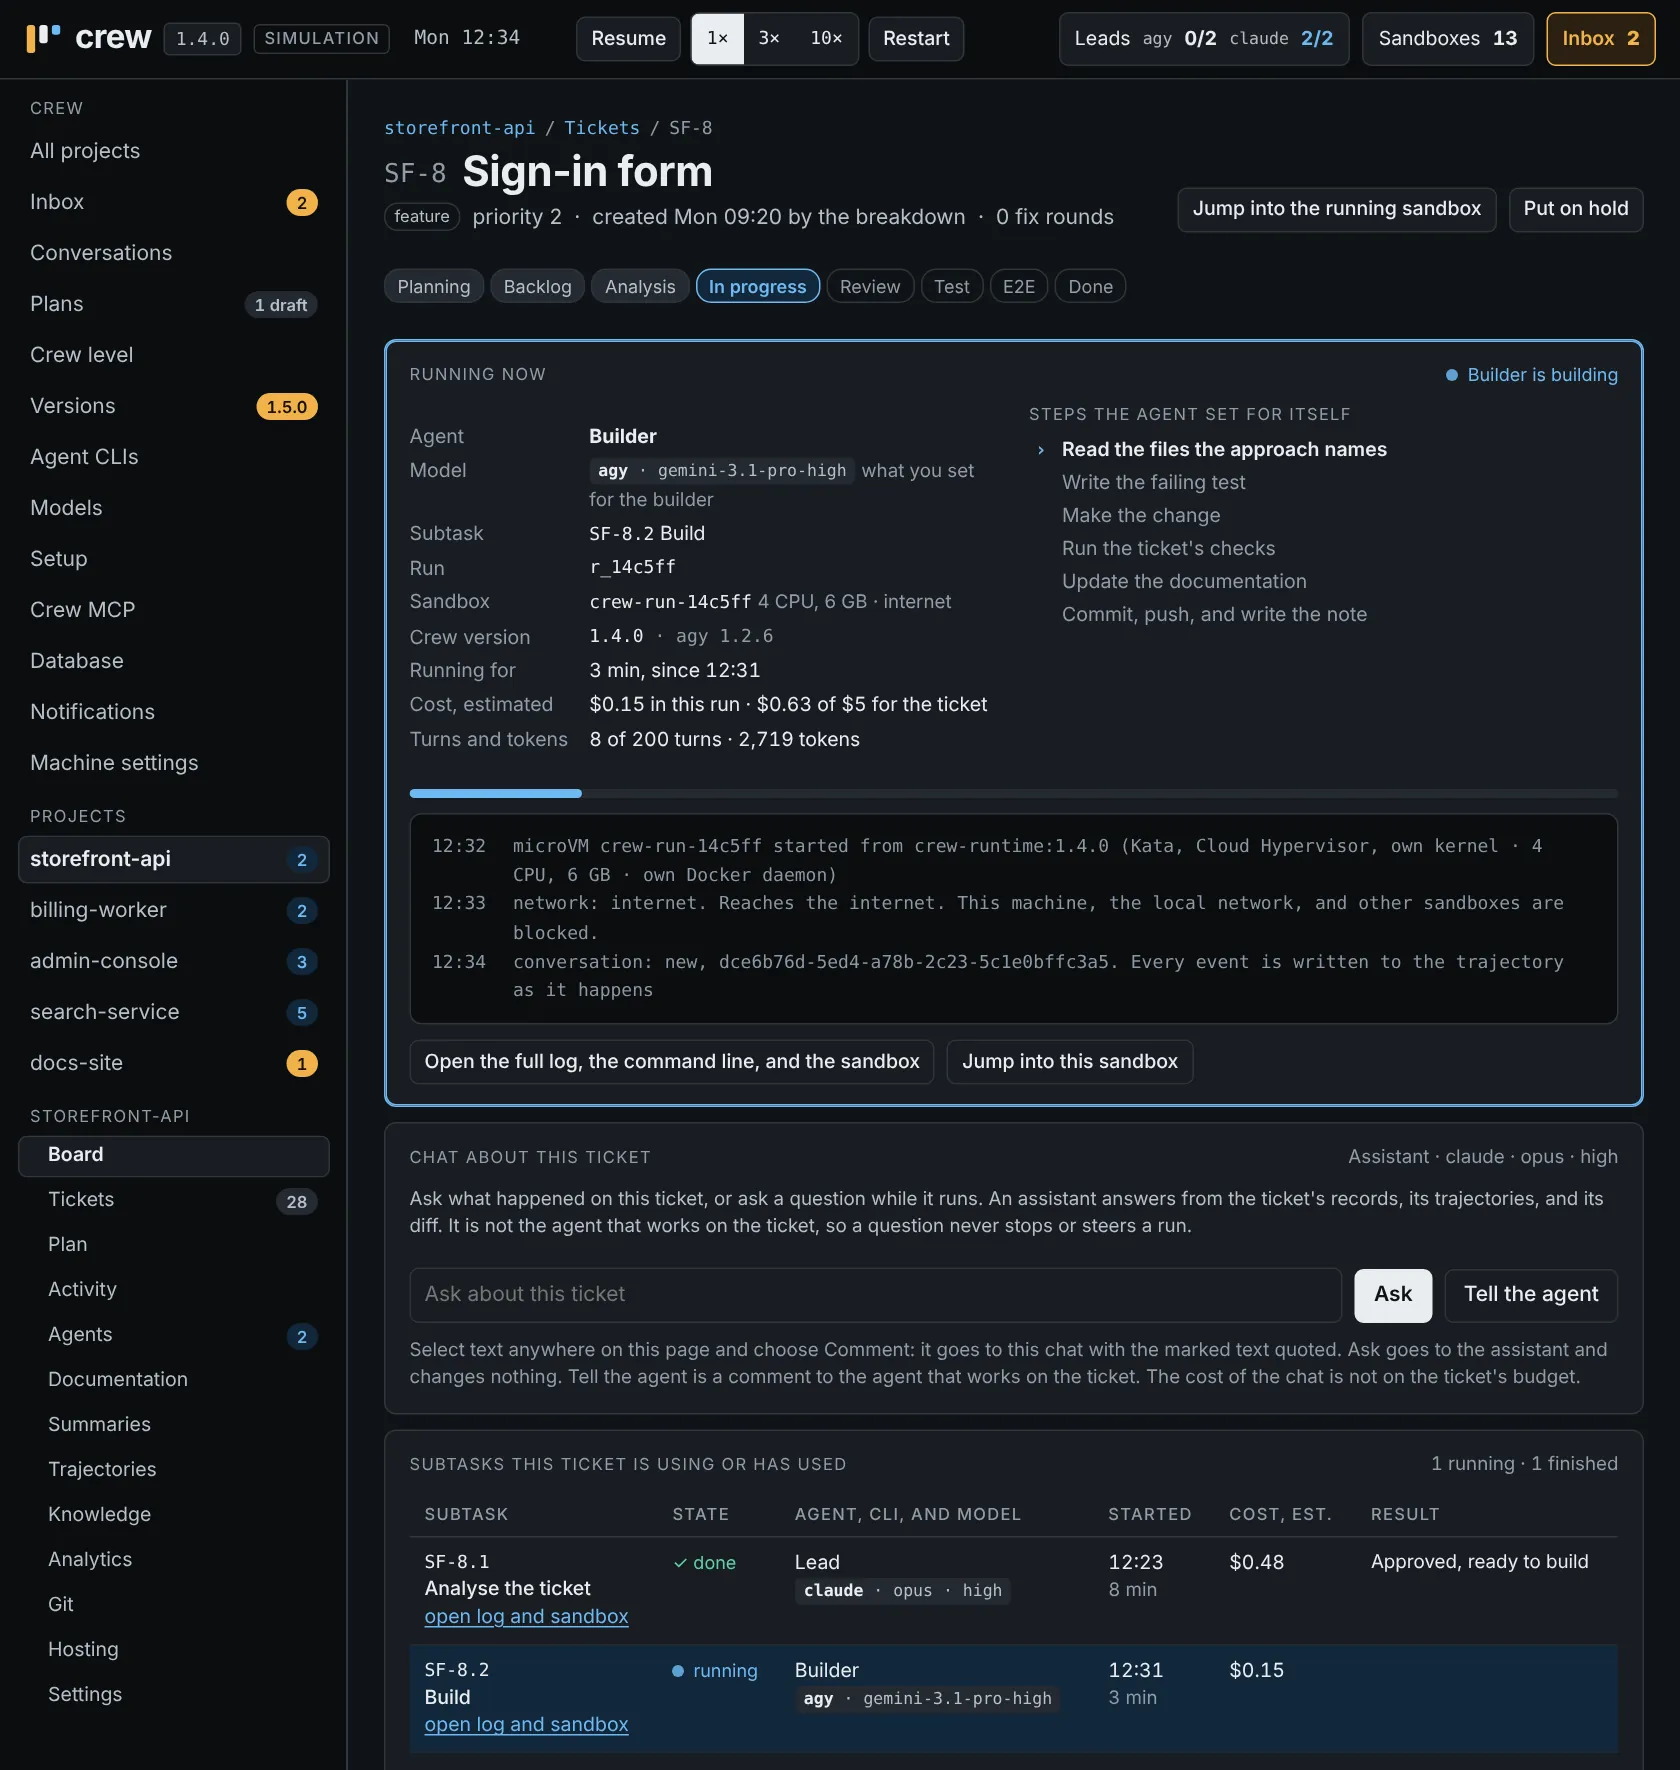 crew 1.4.0 SIMULATION Mon 12:34 Resume 1× 3× 10× Restart Leads agy 0/2 claude 2/2 Sandboxes 13 Inbox 2
CREW
All projects
Inbox 2
Conversations
Plans 1 draft
Crew level
Versions 1.5.0
Agent CLIs
Models
Setup
Crew MCP
Database
Notifications
Machine settings
PROJECTS
storefront-api 2
billing-worker 2
admin-console 3
search-service 5
docs-site 1
STOREFRONT-API
Board
Tickets 28
Plan
Activity
Agents 2
Documentation
Summaries
Trajectories
Knowledge
Analytics
Git
Hosting
Settings
storefront-api / Tickets / SF-8
SF-8 Sign-in form
feature priority 2 · created Mon 09:20 by the breakdown · 0 fix rounds
Jump into the running sandbox Put on hold
Planning Backlog Analysis In progress Review Test E2E Done
RUNNING NOW
Builder is building
Agent Builder
Model agy · gemini-3.1-pro-high what you set
for the builder
Subtask SF-8.2 Build
Run r_14c5ff
Sandbox crew-run-14c5ff 4 CPU, 6 GB · internet
Crew version 1.4.0 · agy 1.2.6
Running for 3 min, since 12:31
Cost, estimated $0.15 in this run · $0.63 of $5 for the ticket
Turns and tokens 8 of 200 turns · 2,719 tokens
STEPS THE AGENT SET FOR ITSELF
› Read the files the approach names
Write the failing test
Make the change
Run the ticket's checks
Update the documentation
Commit, push, and write the note
12:32 microVM crew-run-14c5ff started from crew-runtime:1.4.0 (Kata, Cloud Hypervisor, own kernel · 4
CPU, 6 GB · own Docker daemon)
12:33 network: internet. Reaches the internet. This machine, the local network, and other sandboxes are
blocked.
12:34 conversation: new, dce6b76d-5ed4-a78b-2c23-5c1e0bffc3a5. Every event is written to the trajectory
as it happens
Open the full log, the command line, and the sandbox Jump into this sandbox
CHAT ABOUT THIS TICKET
Assistant · claude · opus · high
Ask what happened on this ticket, or ask a question while it runs. An assistant answers from the ticket's records, its trajectories, and its
diff. It is not the agent that works on the ticket, so a question never stops or steers a run.
Ask about this ticket Ask Tell the agent
Select text anywhere on this page and choose Comment: it goes to this chat with the marked text quoted. Ask goes to the assistant and
changes nothing. Tell the agent is a comment to the agent that works on the ticket. The cost of the chat is not on the ticket's budget.
SUBTASKS THIS TICKET IS USING OR HAS USED
1 running · 1 finished
SUBTASK STATE AGENT, CLI, AND MODEL STARTED COST, EST. RESULT
SF-8.1 ✓ done Lead 12:23 $0.48 Approved, ready to build
Analyse the ticket claude · opus · high 8 min
open log and sandbox
SF-8.2 running Builder 12:31 $0.15
Build agy · gemini-3.1-pro-high 3 min
open log and sandbox